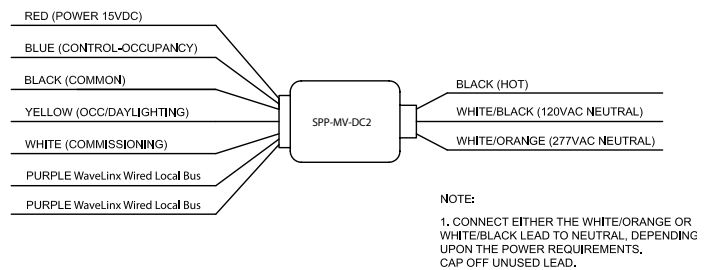 RED (POWER 15VDC)
BLUE (CONTROL-OCCUPANCY)
BLACK (COMMON)
YELLOW (OCC/DAYLIGHTING)
WHITE (COMMISSIONING)
PURPLE WaveLinx Wired Local Bus
PURPLE WaveLinx Wired Local Bus
SPP-MV-DC2
BLACK (HOT)
WHITE/BLACK (120VAC NEUTRAL)
WHITE/ORANGE (277VAC NEUTRAL)
NOTE:
1. CONNECT EITHER THE WHITE/ORANGE OR
WHITE/BLACK LEAD TO NEUTRAL, DEPENDING
UPON THE POWER REQUIREMENTS.
CAP OFF UNUSED LEAD.